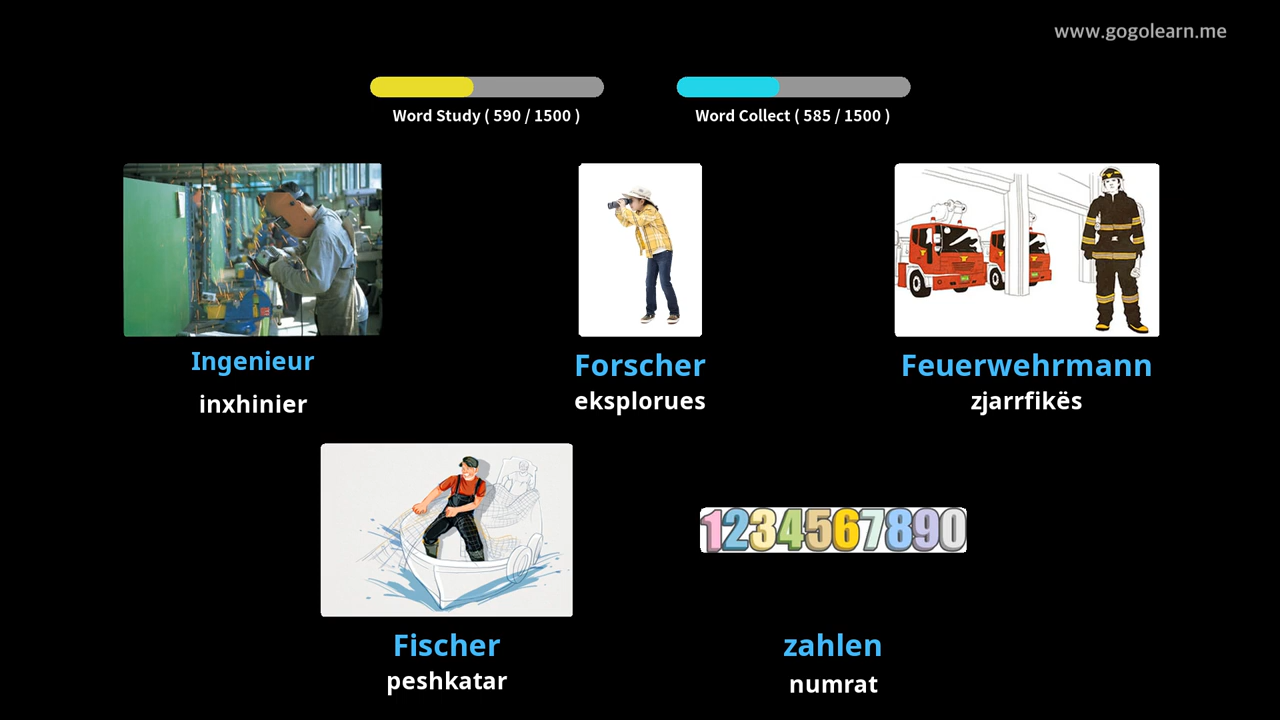 www.gogolearn.me
Word Study ( 590 / 1500 )
Word Collect ( 585 / 1500 )
Ingenieur
inxhinier
Forscher
eksplorues
Feuerwehrmann
zjarrfikës
1234567890
Fischer
peshkatar
zahlen
numrat